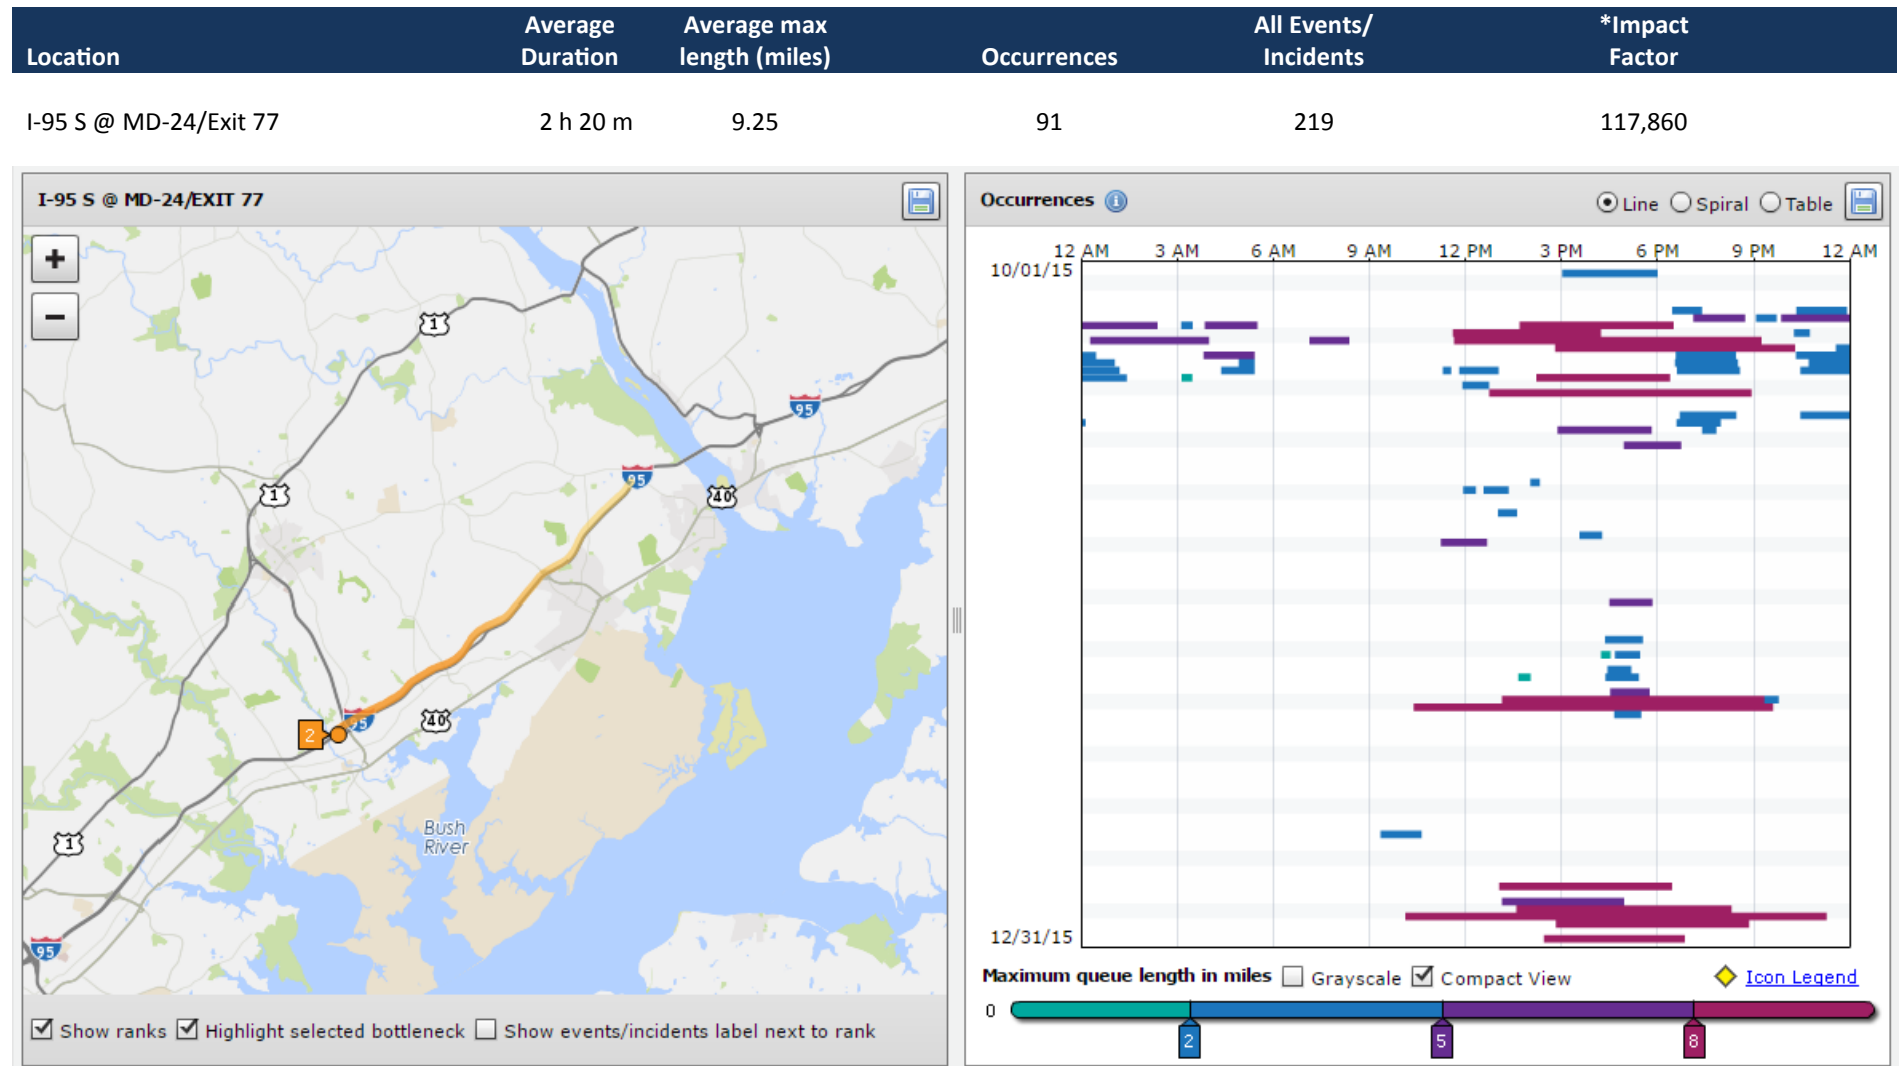 Average Average max All Events/ *Impact
Location Duration length (miles) Occurrences Incidents Factor
I-95 S @ MD-24/Exit 77 2 h 20 m 9.25 91 219 117,860
I-95 S @ MD-24/EXIT 77
+
−
1
95
95
1
40
2
95
40
Bush
River
1
95
Show ranks Highlight selected bottleneck Show events/incidents label next to rank
Occurrences i Line Spiral Table
12 AM 3 AM 6 AM 9 AM 12 PM 3 PM 6 PM 9 PM 12 AM
10/01/15
12/31/15
Maximum queue length in miles Grayscale Compact View Icon Legend
0
2 5 8